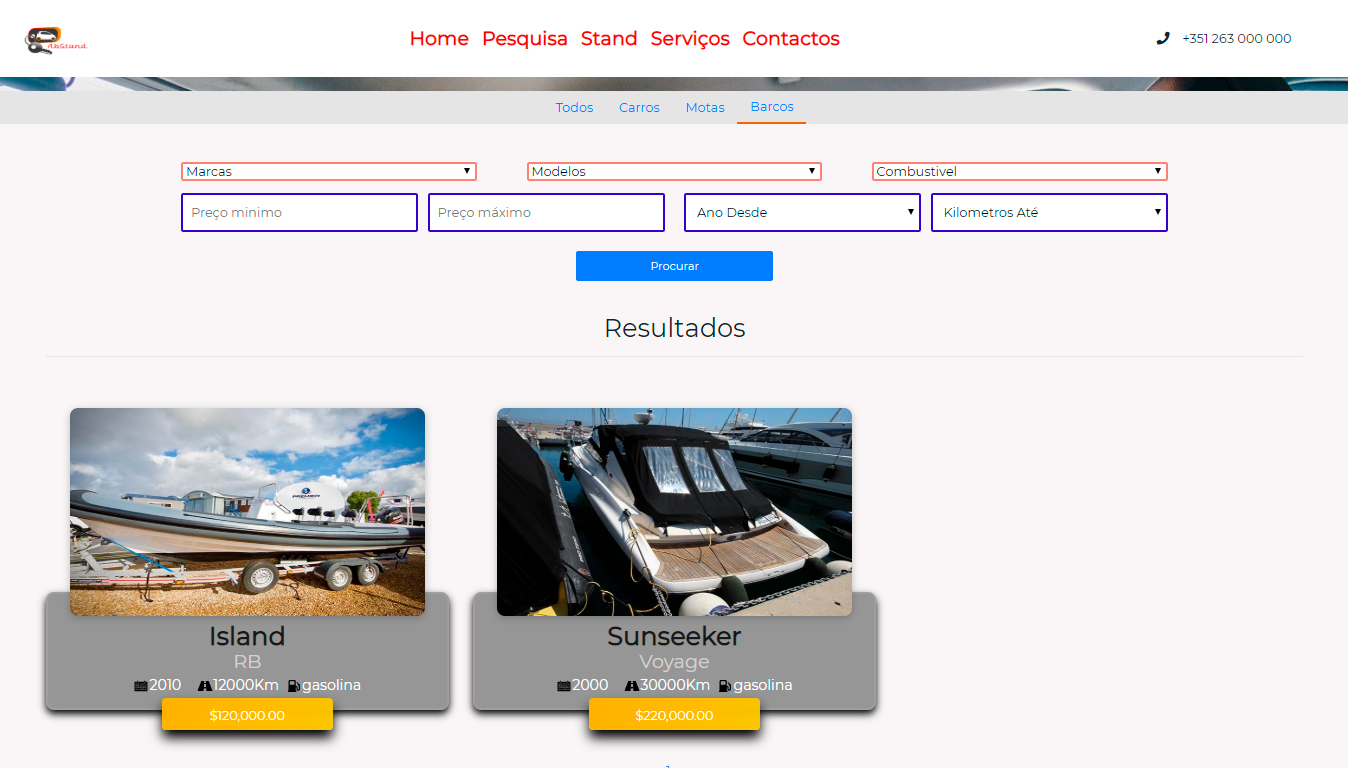 AbStand
Home Pesquisa Stand Serviços Contactos
+351 263 000 000
Todos Carros Motas Barcos
Marcas Modelos Combustivel
Preço minimo Preço máximo Ano Desde Kilometros Até
Procurar
Resultados
PREMIER
Island
RB
2010 12000Km gasolina
$120,000.00
Sunseeker
Voyage
2000 30000Km gasolina
$220,000.00